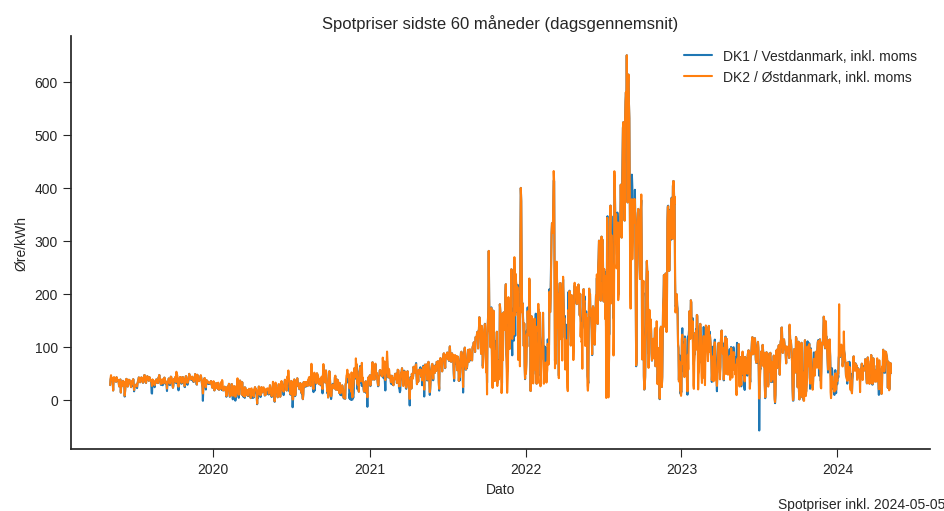 Spotpriser sidste 60 måneder (dagsgennemsnit)
DK1 / Vestdanmark, inkl. moms
DK2 / Østdanmark, inkl. moms
Øre/kWh
600
500
400
300
200
100
0
2020 2021 2022 2023 2024
Dato
Spotpriser inkl. 2024-05-05